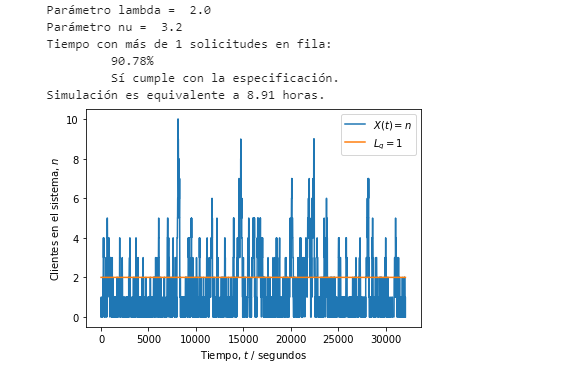 Parámetro lambda =  2.0
Parámetro nu =  3.2
Tiempo con más de 1 solicitudes en fila:
90.78%
Sí cumple con la especificación.
Simulación es equivalente a 8.91 horas.
X(t) = n
L_q = 1
10
8
6
4
2
0
Clientes en el sistema, n
0 5000 10000 15000 20000 25000 30000
Tiempo, t / segundos